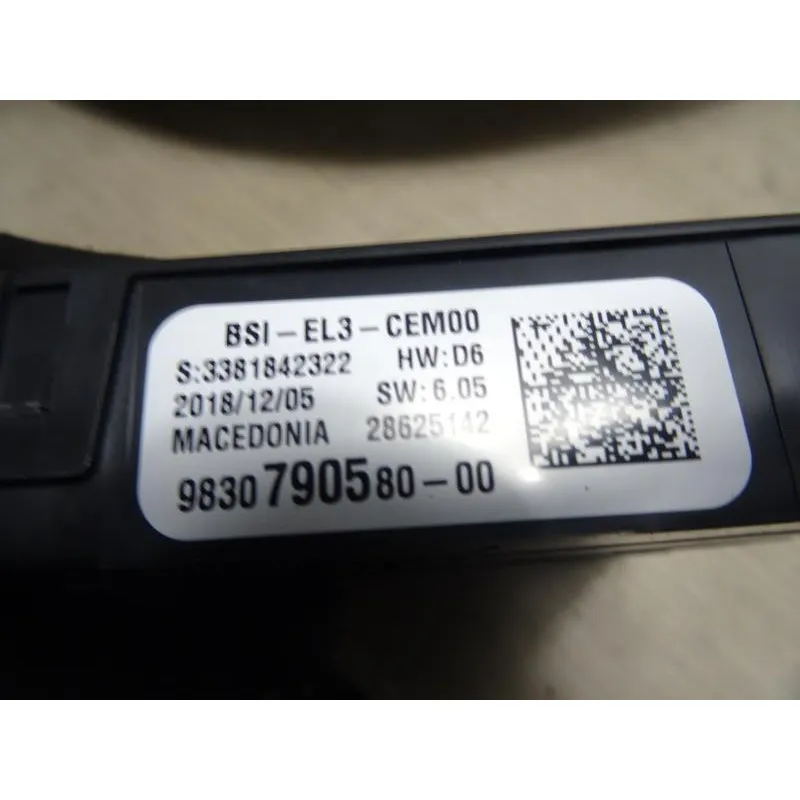 BSI-EL3-CEM00
S:3381842322 HW:D6
2018/12/05 SW:6.05
MACEDONIA 28625142
9830790580-00